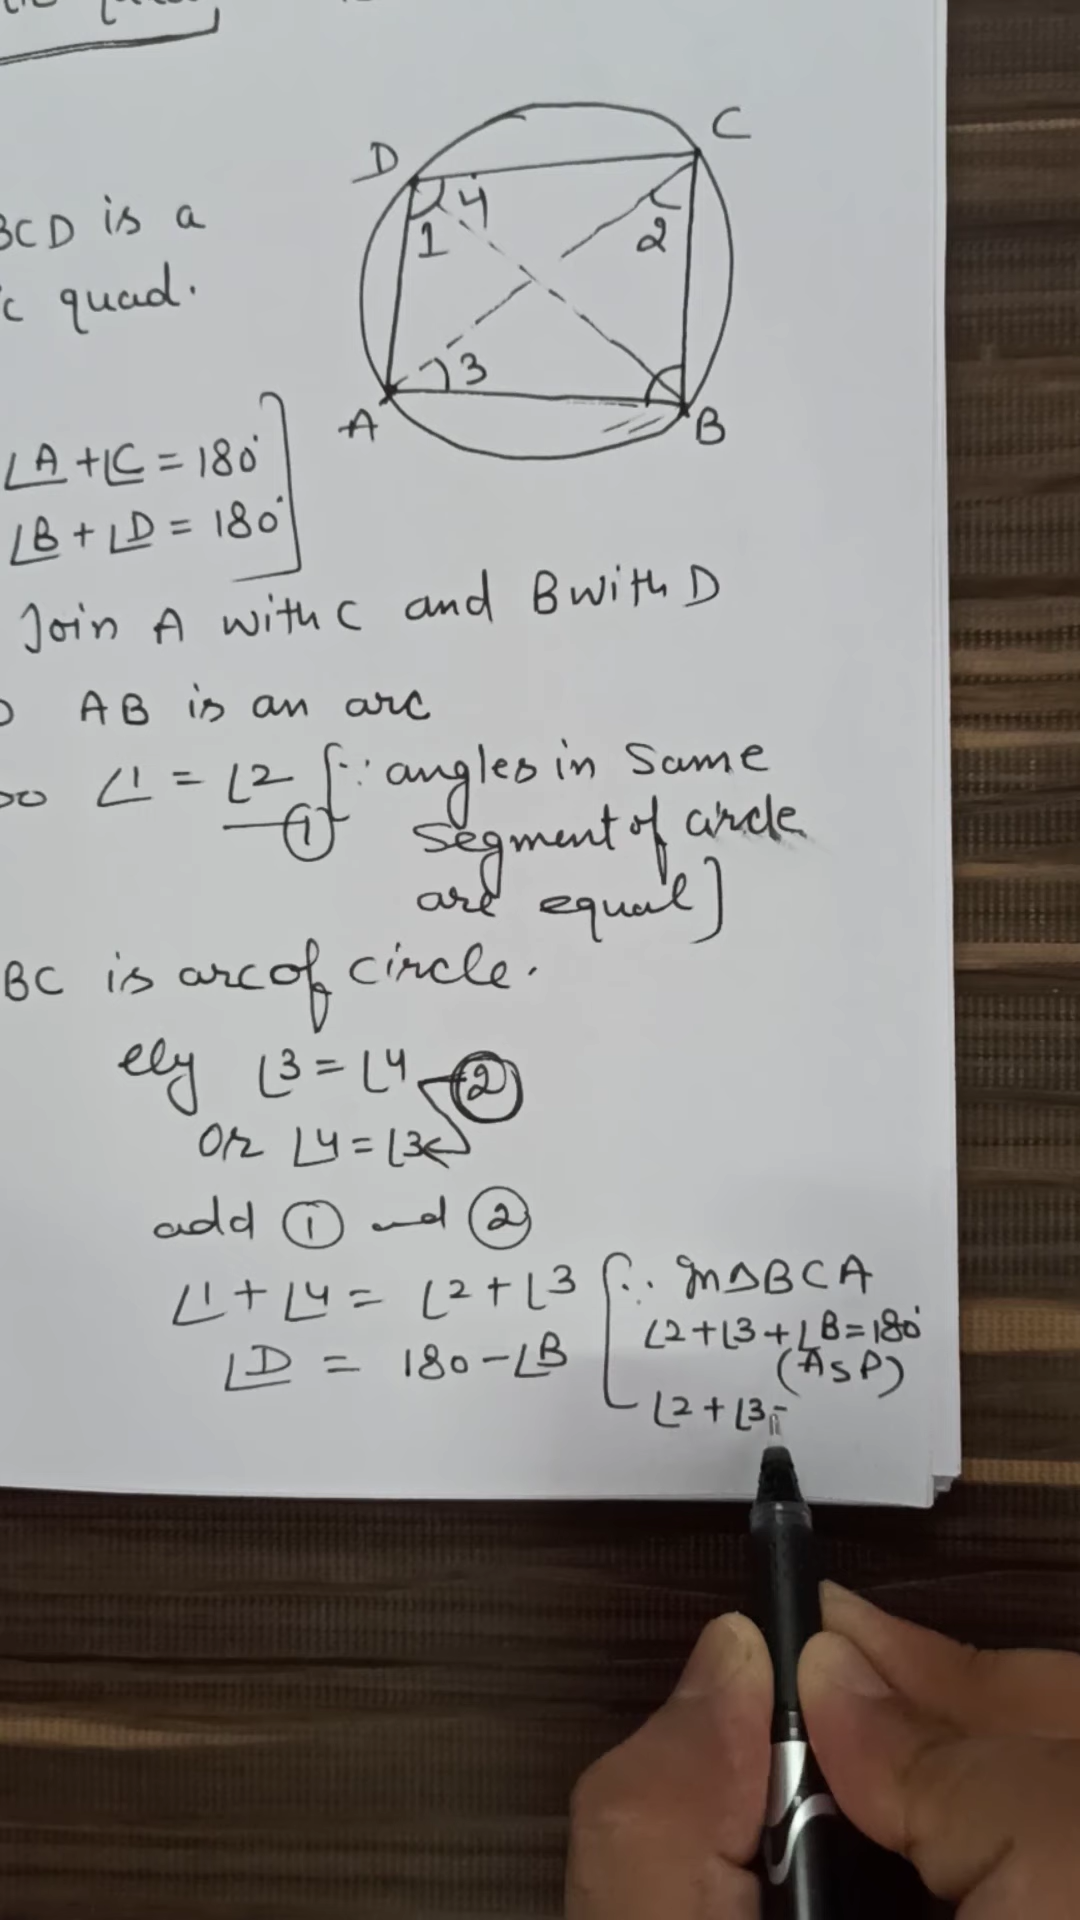 D C
4
1 2
BCD is a
c quad.
3
A B
∠A + ∠C = 180°
∠B + ∠D = 180°
Join A with C and B with D
AB is an arc
so ∠1 = ∠2 [∵ angles in same
① segment of circle
are equal]
BC is arc of circle.
ely ∠3 = ∠4 ②
or ∠4 = ∠3
add ① and ②
∠1 + ∠4 = ∠2 + ∠3 [∵ In △BCA
∠2 + ∠3 + ∠B = 180°
∠D = 180 - ∠B (ASP)
∠2 + ∠3 -